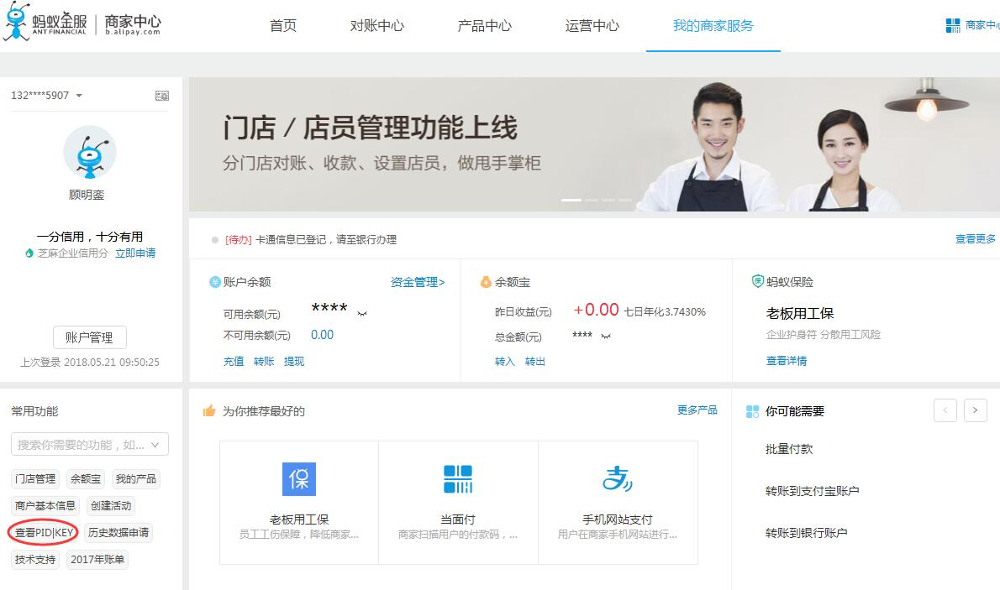 蚂蚁金服
ANT FINANCIAL
商家中心
b.alipay.com
首页
对账中心
产品中心
运营中心
我的商家服务
商家中心
132****5907
顾明銮
一分信用，十分有用
芝麻企业信用分 立即申请
账户管理
上次登录 2018.05.21 09:50:25
门店 / 店员管理功能上线
分门店对账、收款、设置店员，做甩手掌柜
[待办] 卡通信息已登记，请至银行办理
查看更多
账户余额
资金管理>
可用余额(元) ****
不可用余额(元) 0.00
充值 转账 提现
余额宝
昨日收益(元) +0.00 七日年化3.7430%
总金额(元) ****
转入 转出
保
蚂蚁保险
老板用工保
企业护身符 分散用工风险
查看详情
常用功能
搜索你需要的功能，如...
门店管理 余额宝 我的产品
商户基本信息 创建活动
查看PID|KEY 历史数据申请
技术支持 2017年账单
为你推荐最好的
更多产品
保
老板用工保
员工工伤保障，降低商家...
当面付
商家扫描用户的付款码，...
支
手机网站支付
用户在商家手机网站进行...
你可能需要
< >
批量付款
转账到支付宝账户
转账到银行账户